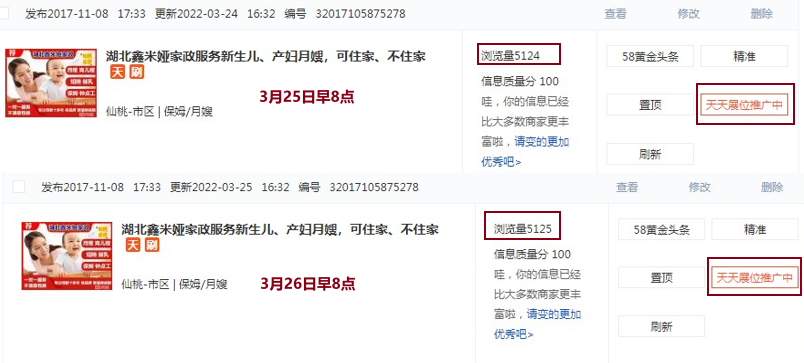 发布2017-11-08 17:33 更新2022-03-24 16:32 编号 32017105875278 查看 修改 删除
湖北鑫米娅家政服务新生儿、产妇月嫂，可住家、不住家
天 刷
仙桃-市区 | 保姆/月嫂
3月25日早8点
浏览量5124
信息质量分 100
哇，你的信息已经
比大多数商家更丰
富啦，请变的更加
优秀吧>
58黄金头条 精准
置顶 天天展位推广中
刷新
发布2017-11-08 17:33 更新2022-03-25 16:32 编号 32017105875278 查看 修改 删除
荐
湖北鑫米娅家政服务新生儿、产妇月嫂，可住家、不住家
天 刷
仙桃-市区 | 保姆/月嫂
3月26日早8点
浏览量5125
信息质量分 100
哇，你的信息已经
比大多数商家更丰
富啦，请变的更加
优秀吧>
58黄金头条 精准
置顶 天天展位推广中
刷新